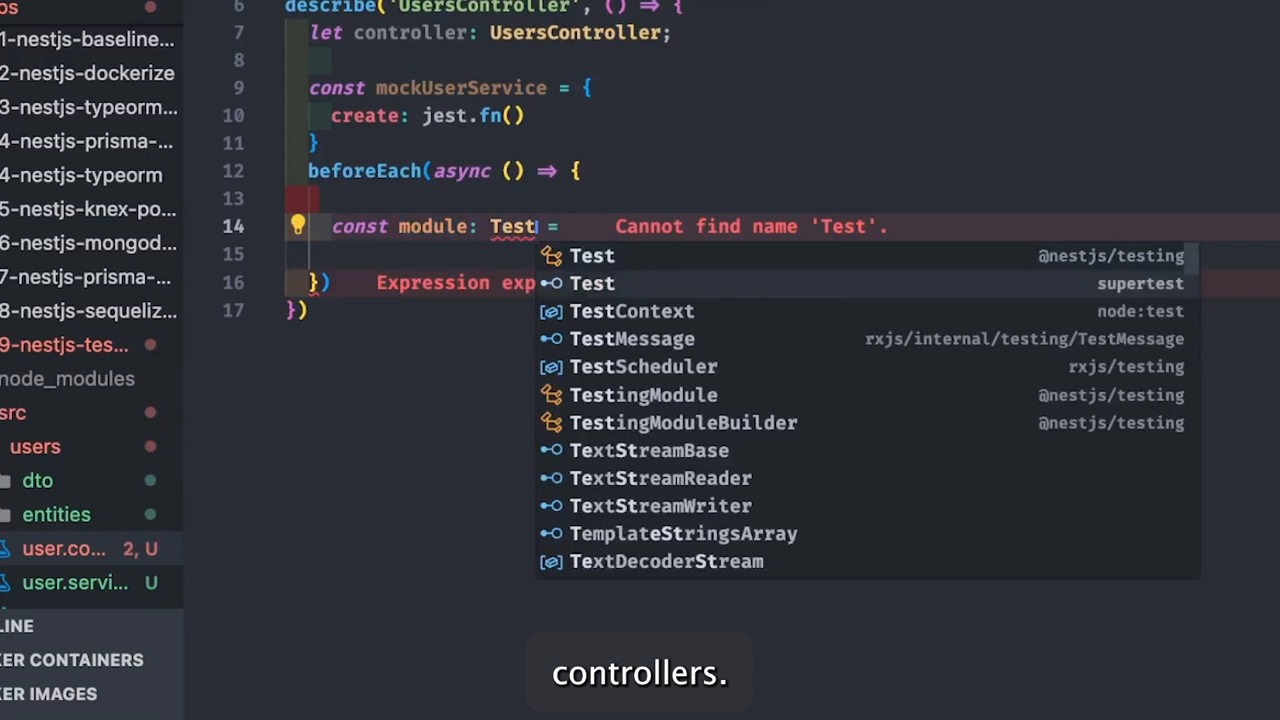 os
1-nestjs-baseline...
2-nestjs-dockerize
3-nestjs-typeorm...
4-nestjs-prisma-...
4-nestjs-typeorm
5-nestjs-knex-po...
6-nestjs-mongod...
7-nestjs-prisma-...
8-nestjs-sequeliz...
9-nestjs-tes...
node_modules
src
users
dto
entities
user.co... 2, U
user.servi... U
LINE
ER CONTAINERS
ER IMAGES
6 describe('UsersController', () => {
7 let controller: UsersController;
8
9 const mockUserService = {
10 create: jest.fn()
11 }
12 beforeEach(async () => {
13
14 const module: Test = Cannot find name 'Test'.
15
16 }) Expression exp
17 })
Test @nestjs/testing
Test supertest
TestContext node:test
TestMessage rxjs/internal/testing/TestMessage
TestScheduler rxjs/testing
TestingModule @nestjs/testing
TestingModuleBuilder @nestjs/testing
TextStreamBase
TextStreamReader
TextStreamWriter
TemplateStringsArray
TextDecoderStream
controllers.